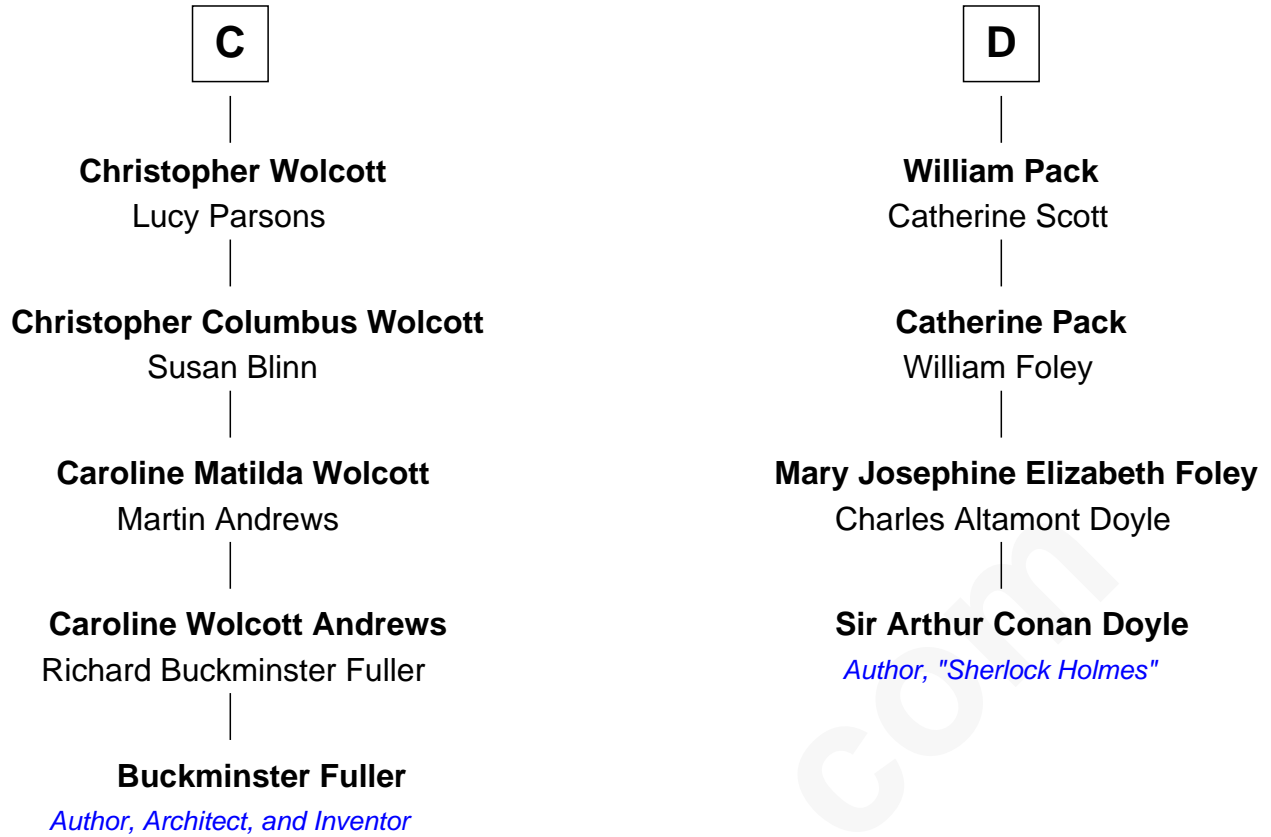 C
Christopher Wolcott
Lucy Parsons
Christopher Columbus Wolcott
Susan Blinn
Caroline Matilda Wolcott
Martin Andrews
Caroline Wolcott Andrews
Richard Buckminster Fuller
Buckminster Fuller
Author, Architect, and Inventor
D
William Pack
Catherine Scott
Catherine Pack
William Foley
Mary Josephine Elizabeth Foley
Charles Altamont Doyle
Sir Arthur Conan Doyle
Author, "Sherlock Holmes"
com